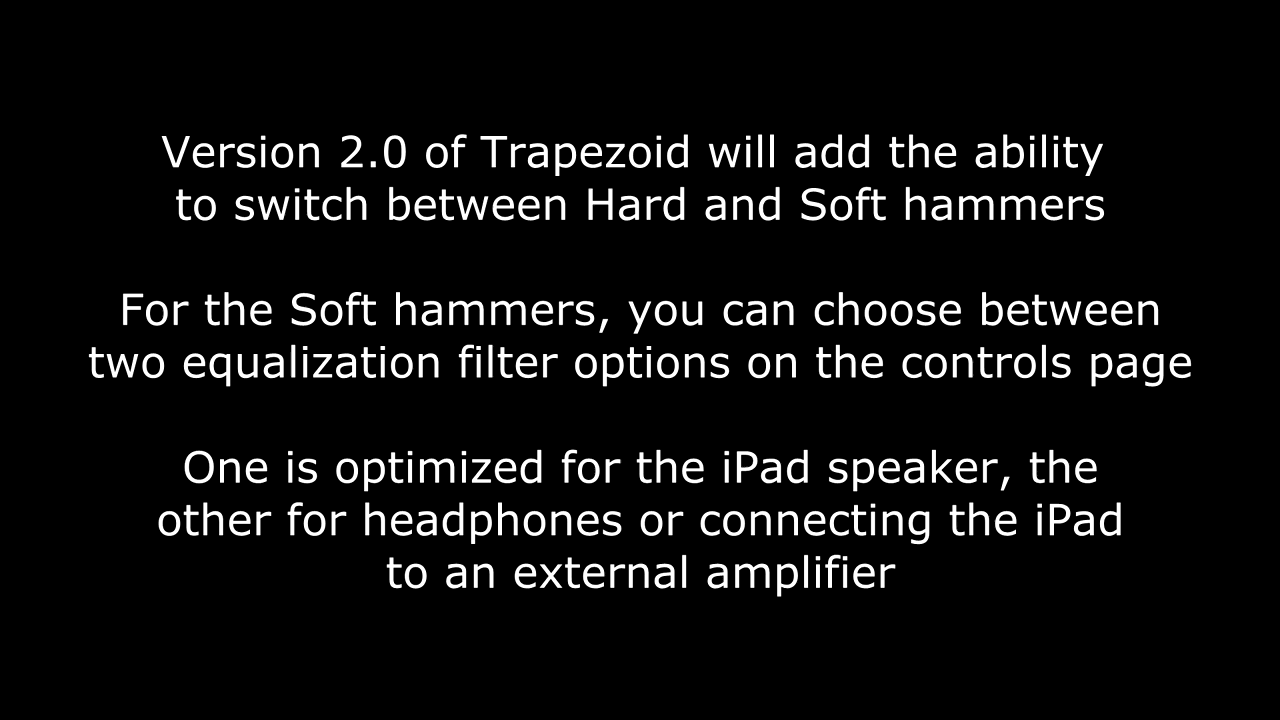 Version 2.0 of Trapezoid will add the ability
to switch between Hard and Soft hammers
For the Soft hammers, you can choose between
two equalization filter options on the controls page
One is optimized for the iPad speaker, the
other for headphones or connecting the iPad
to an external amplifier